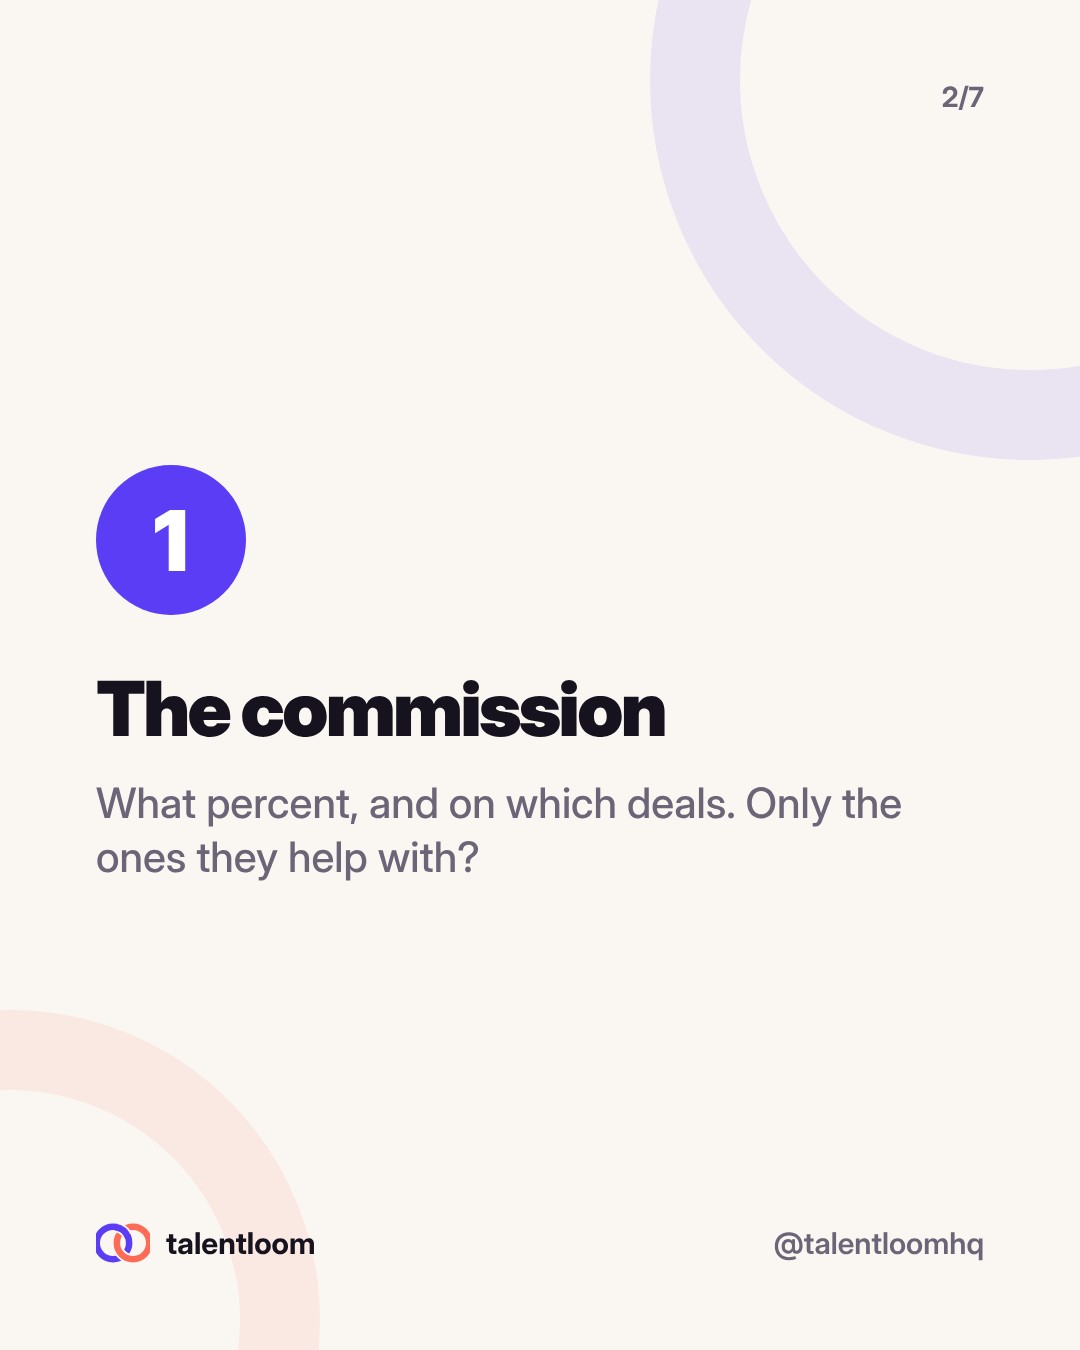 2/7
1
The commission
What percent, and on which deals. Only the
ones they help with?
talentloom
@talentloomhq